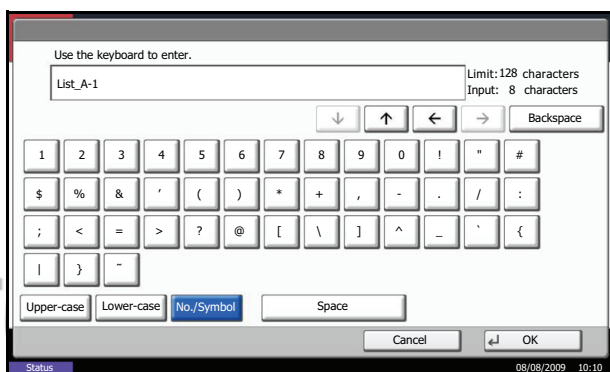 Use the keyboard to enter.
List_A-1
Limit: 128 characters
Input: 8 characters
Backspace
1 2 3 4 5 6 7 8 9 0 ! " #
$ % & ' ( ) * + , - . / :
; < = > ? @ [ \ ] ^ _ ` {
| } ~
Upper-case Lower-case No./Symbol Space
Cancel OK
Status 08/08/2009 10:10